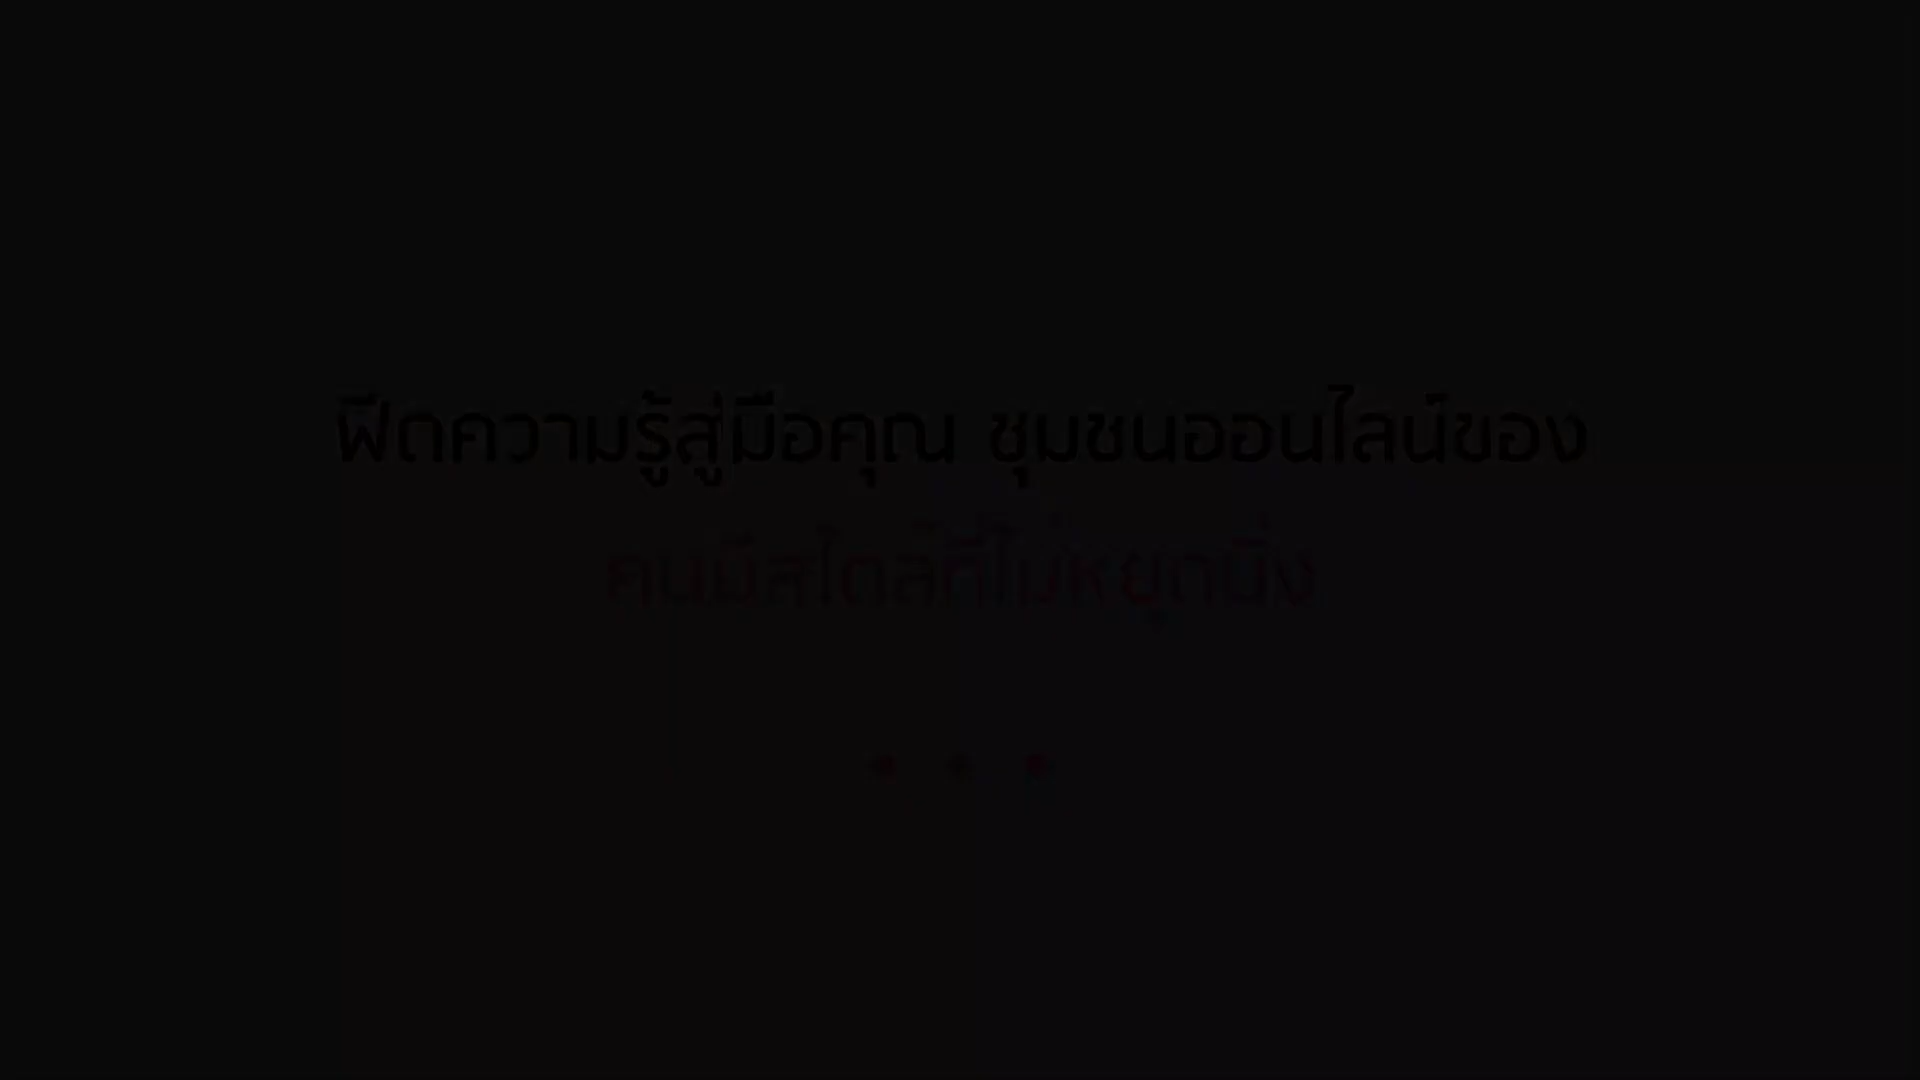 ฟีดความรู้สู่มือคุณ ชุมชนออนไลน์ของ
คนมีสไตล์ที่ไม่หยุดนิ่ง